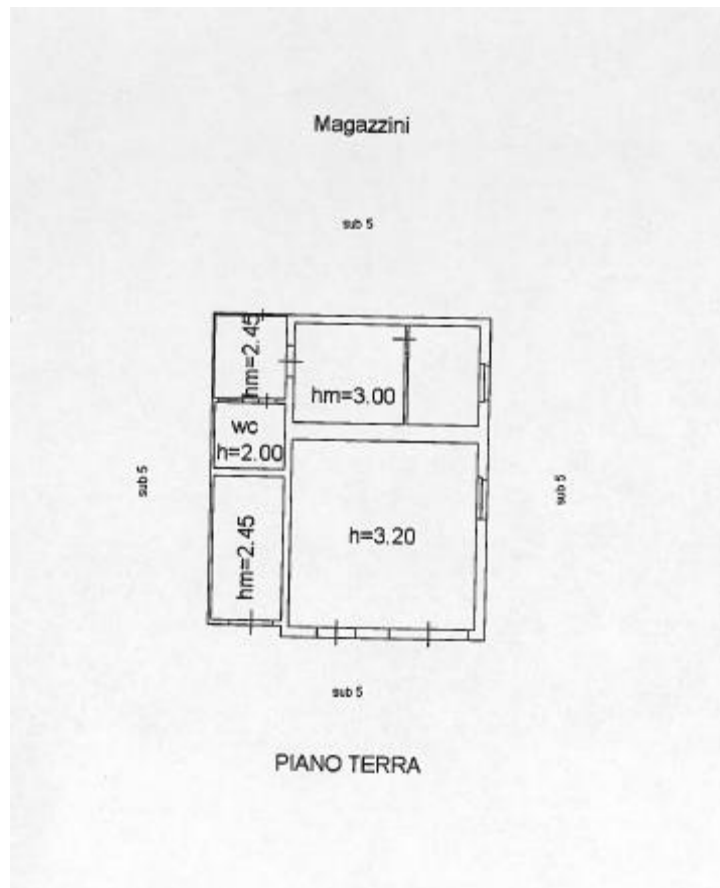 Magazzini
sub 5
hm=2.45
hm=3.00
wc
h=2.00
sub 5
sub 5
hm=2.45
h=3.20
sub 5
PIANO TERRA